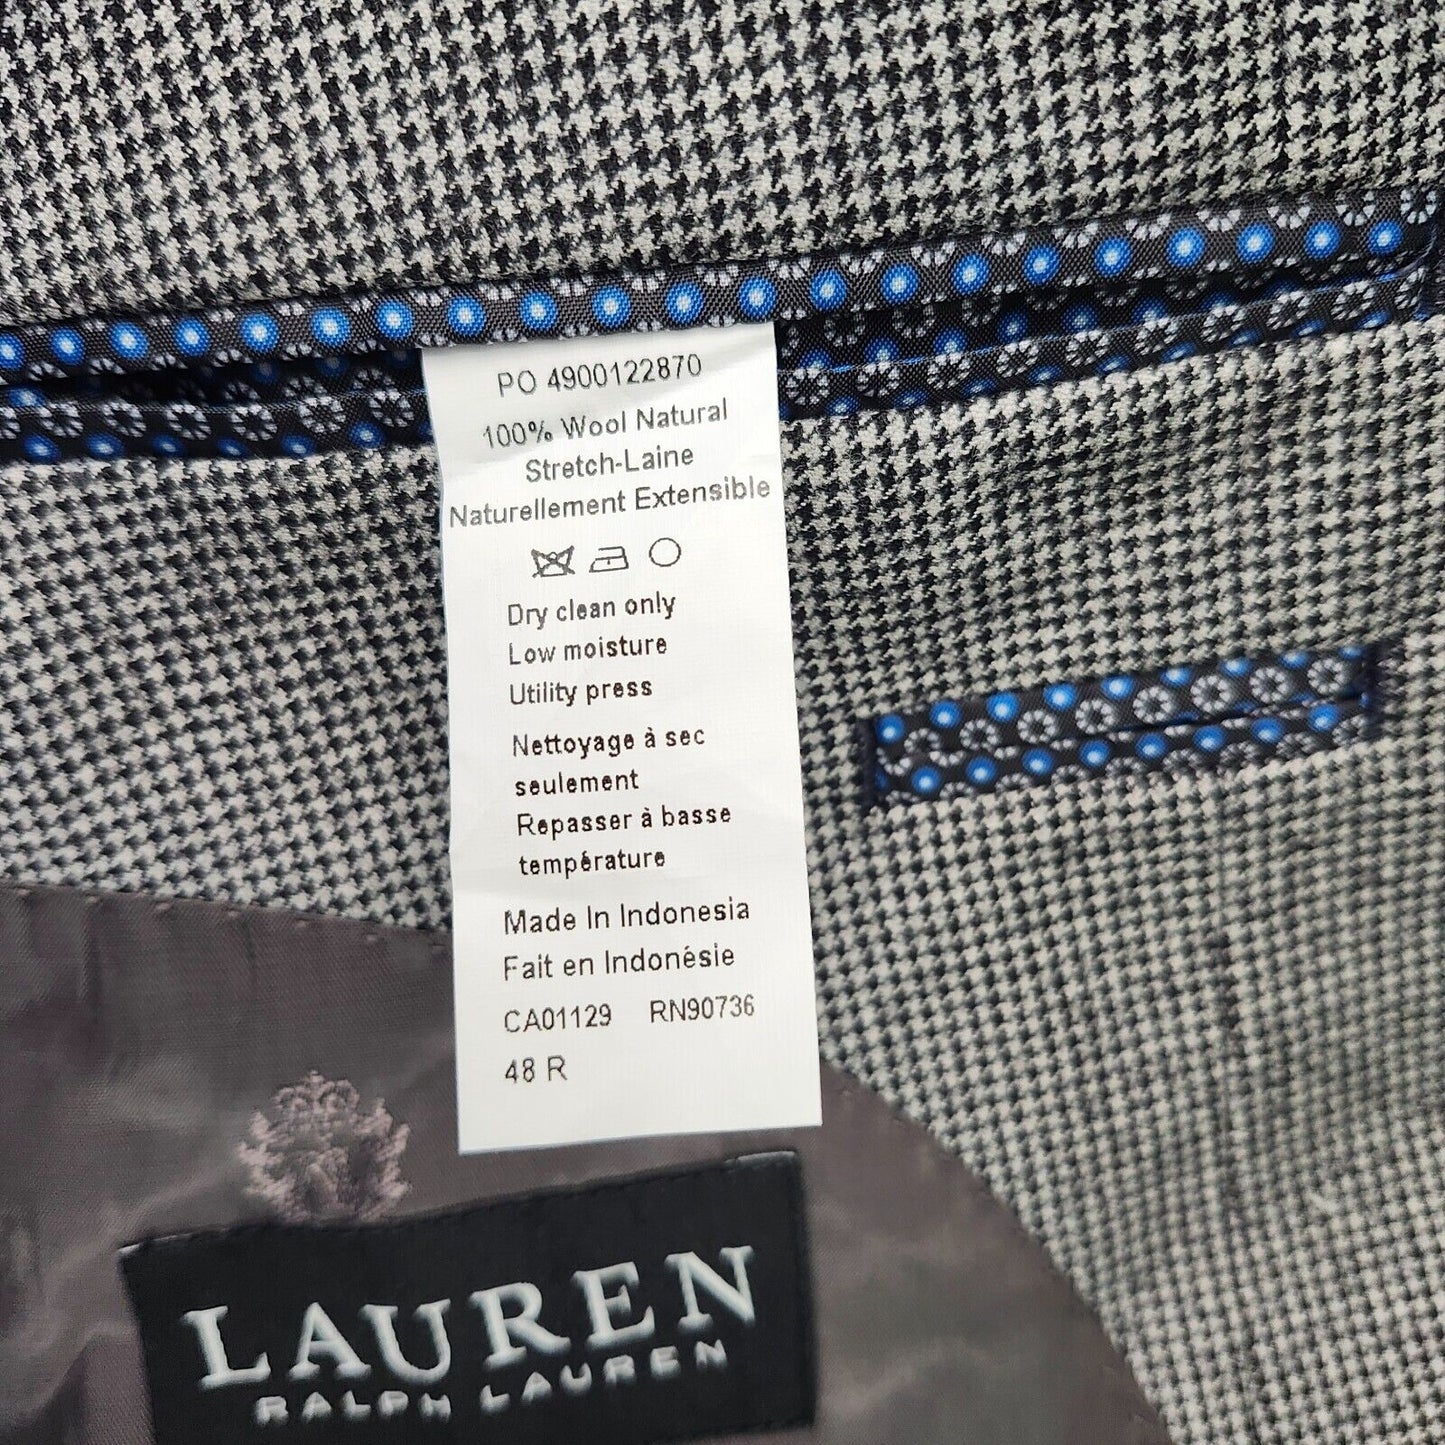 PO 4900122870
100% Wool Natural
Stretch-Laine
Naturellement Extensible
Dry clean only
Low moisture
Utility press
Nettoyage à sec
seulement
Repasser à basse
température
Made In Indonesia
Fait en Indonésie
CA01129 RN90736
48 R
LAUREN
RALPH LAUREN